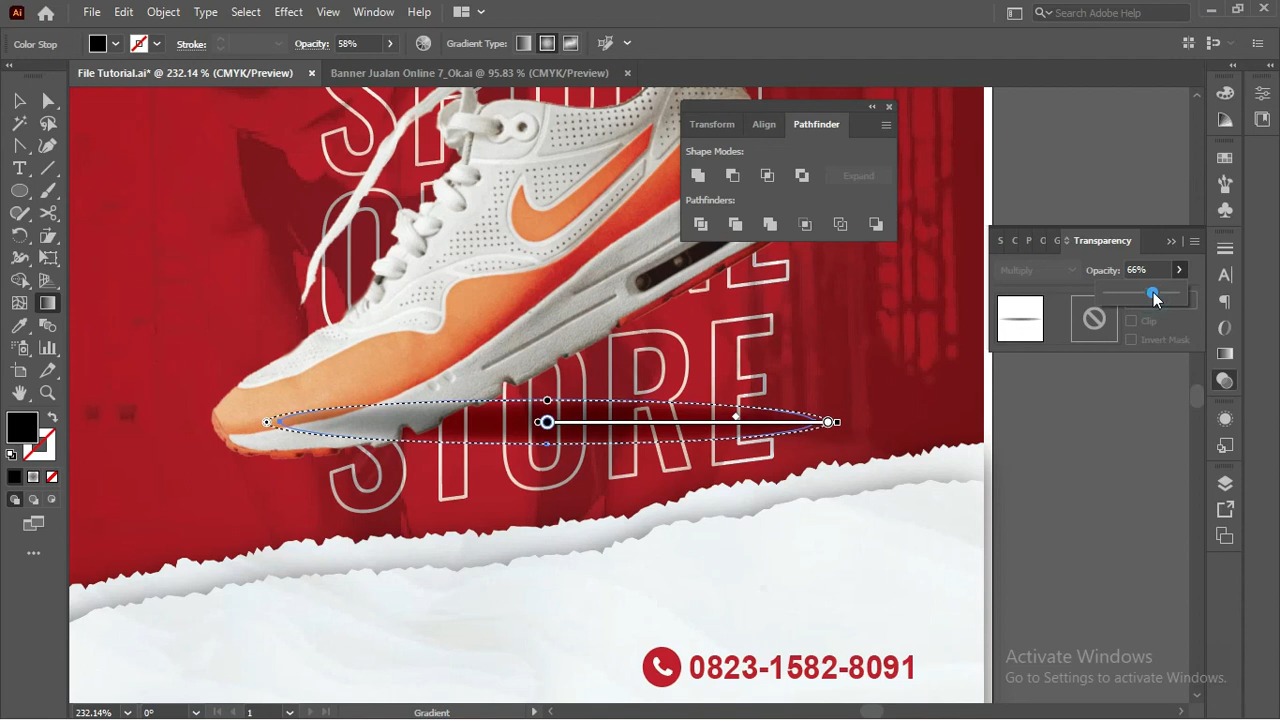 Ai
File Edit Object Type Select Effect View Window Help
Search Adobe Help
Color Stop
Stroke:
Opacity: 58%
Gradient Type:
File Tutorial.ai* @ 232.14 % (CMYK/Preview)
Banner Jualan Online 7_Ok.ai @ 95.83 % (CMYK/Preview)
Transform Align Pathfinder
Shape Modes:
Expand
Pathfinders:
S C P O G Transparency
Multiply
Opacity: 66%
Clip
Invert Mask
STORE
STORE
0823-1582-8091
Activate Windows
Go to Settings to activate Windows.
232.14% 0° 1 Gradient